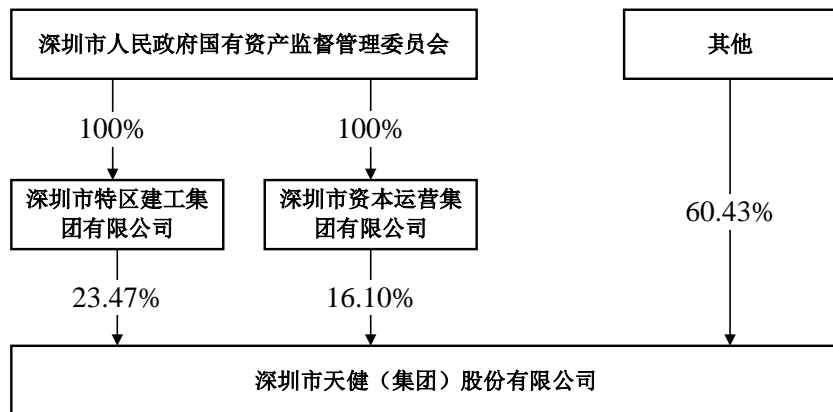 深圳市人民政府国有资产监督管理委员会
其他
100%
100%
深圳市特区建工集
团有限公司
深圳市资本运营集
团有限公司
60.43%
23.47%
16.10%
深圳市天健（集团）股份有限公司